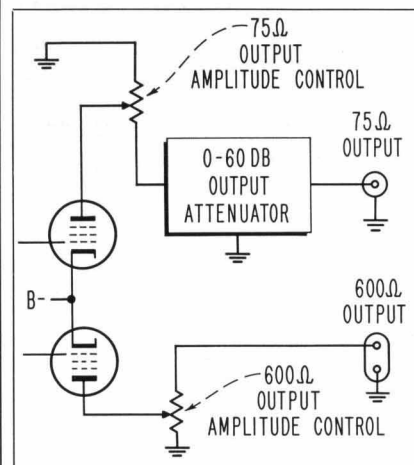 75Ω
OUTPUT
AMPLITUDE CONTROL
75Ω
OUTPUT
0-60 DB
OUTPUT
ATTENUATOR
B-
600Ω
OUTPUT
600Ω
OUTPUT
AMPLITUDE CONTROL